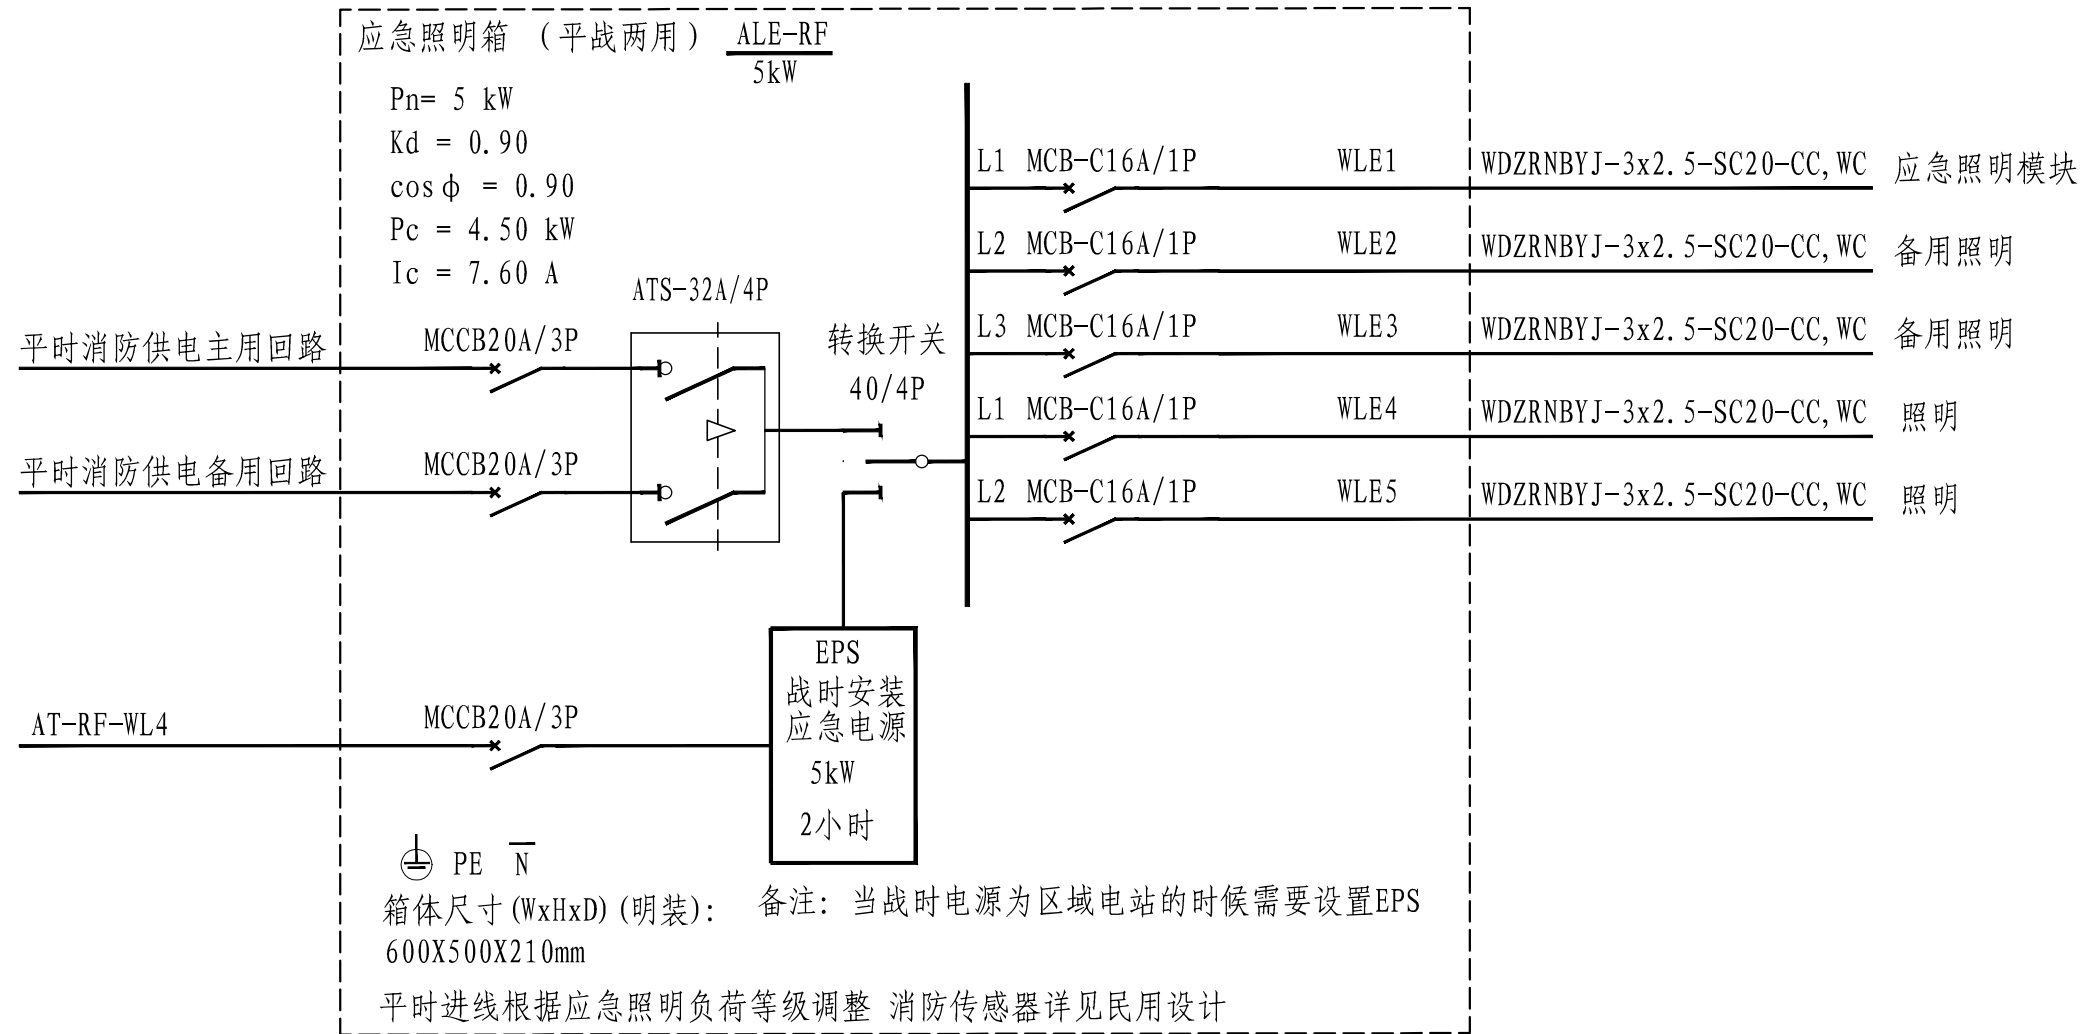 应急照明箱 （平战两用） ALE-RF
5kW
Pn= 5 kW
Kd = 0.90
cosϕ = 0.90
Pc = 4.50 kW
Ic = 7.60 A
ATS-32A/4P
平时消防供电主用回路
MCCB20A/3P
平时消防供电备用回路
MCCB20A/3P
转换开关
40/4P
L1 MCB-C16A/1P WLE1 WDZRNBYJ-3x2.5-SC20-CC,WC 应急照明模块
L2 MCB-C16A/1P WLE2 WDZRNBYJ-3x2.5-SC20-CC,WC 备用照明
L3 MCB-C16A/1P WLE3 WDZRNBYJ-3x2.5-SC20-CC,WC 备用照明
L1 MCB-C16A/1P WLE4 WDZRNBYJ-3x2.5-SC20-CC,WC 照明
L2 MCB-C16A/1P WLE5 WDZRNBYJ-3x2.5-SC20-CC,WC 照明
AT-RF-WL4
MCCB20A/3P
EPS
战时安装
应急电源
5kW
2小时
PE N
箱体尺寸(WxHxD)(明装):
600X500X210mm
备注: 当战时电源为区域电站的时候需要设置EPS
平时进线根据应急照明负荷等级调整 消防传感器详见民用设计